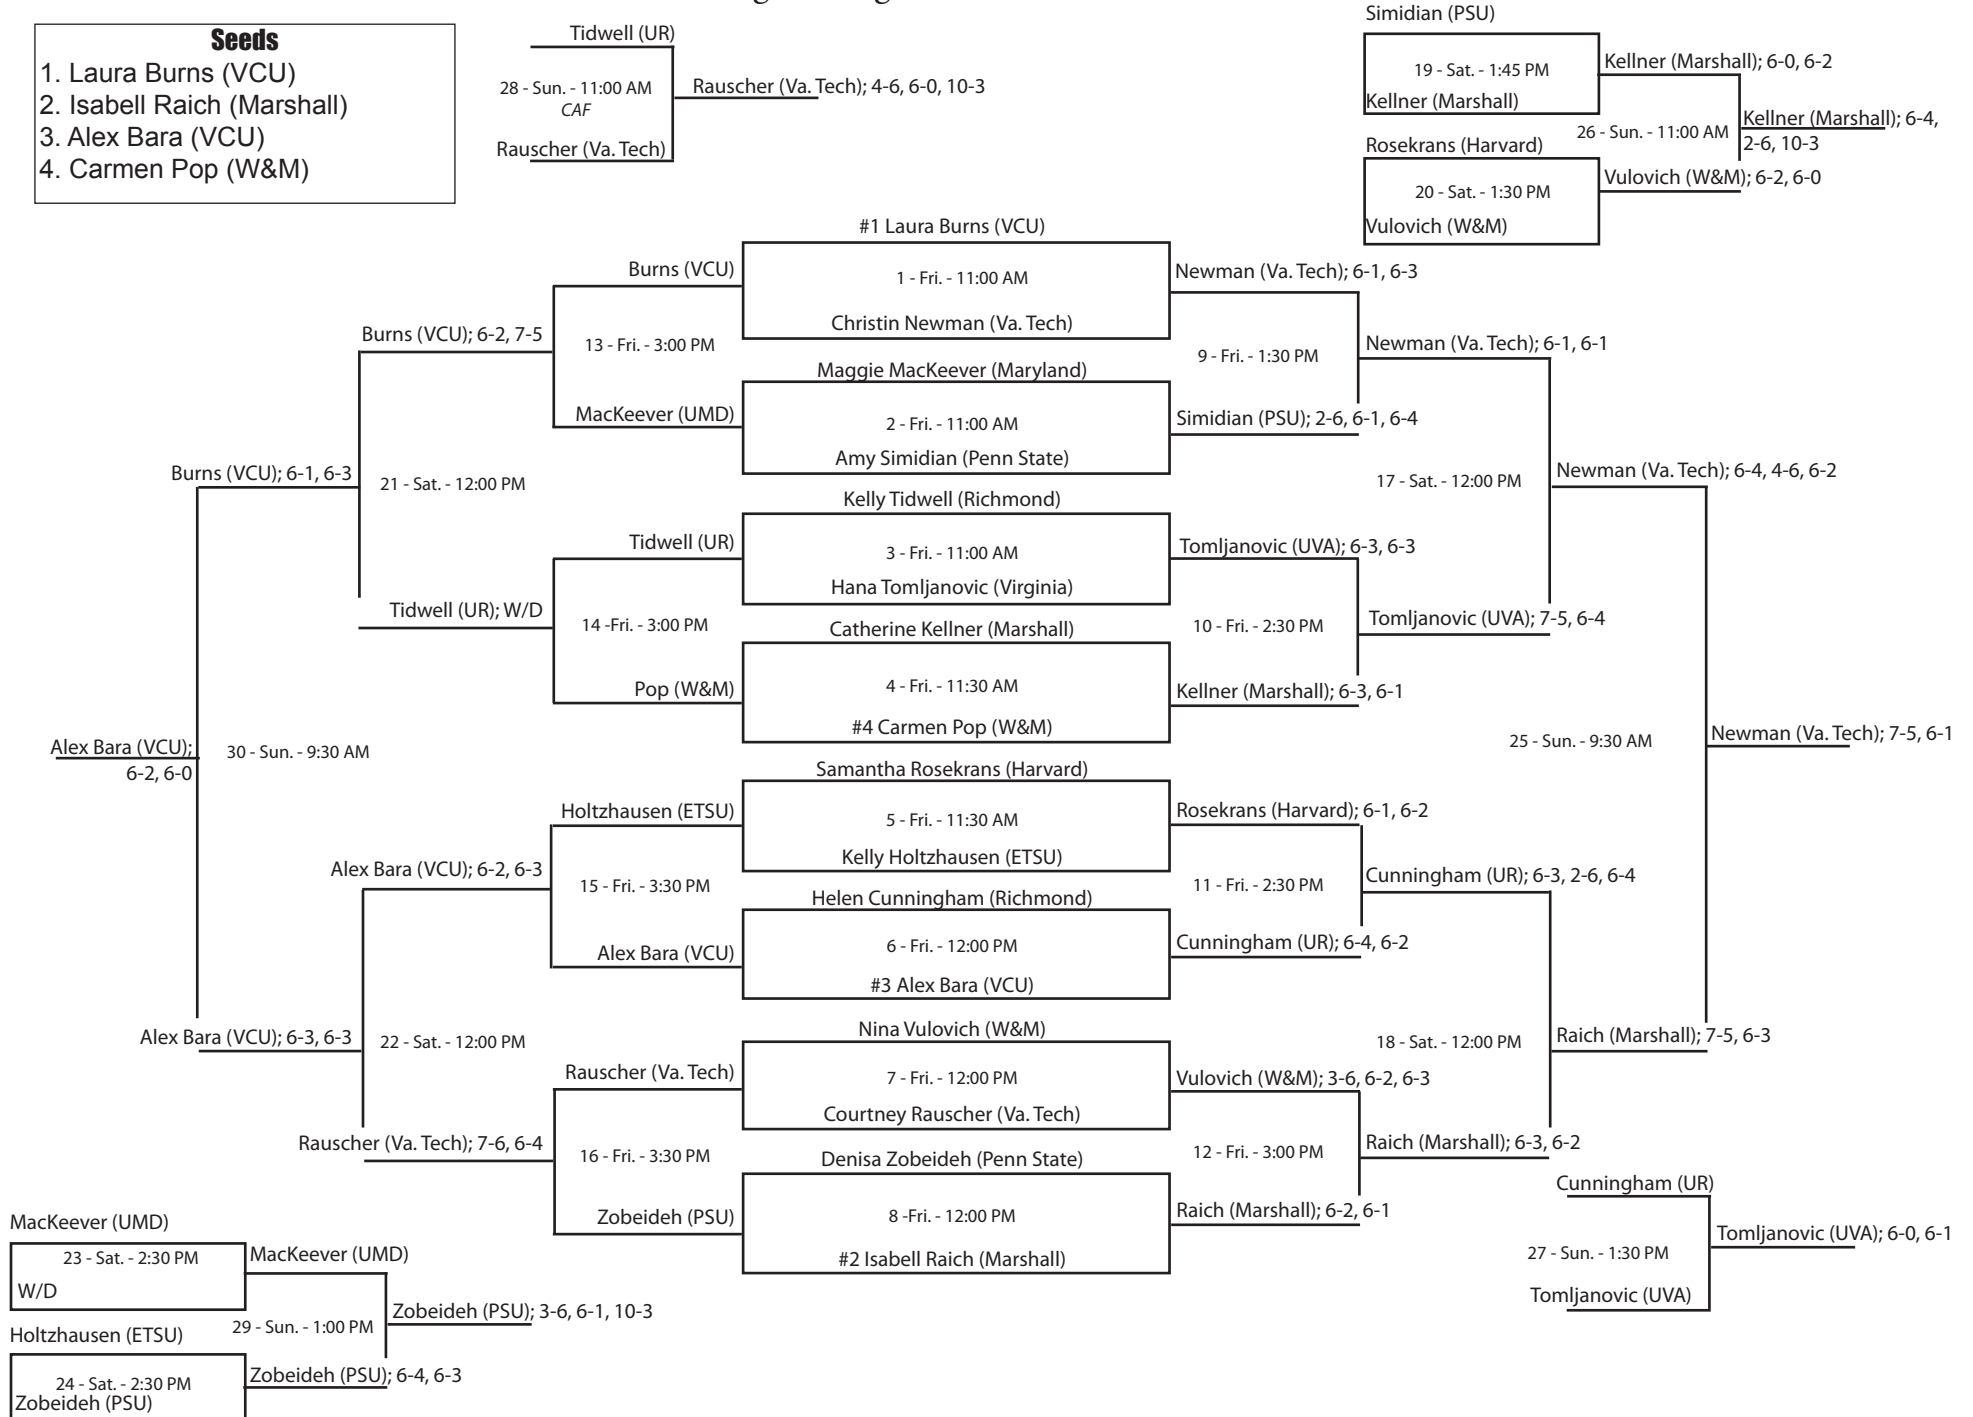 Seeds
1. Laura Burns (VCU)
2. Isabell Raich (Marshall)
3. Alex Bara (VCU)
4. Carmen Pop (W&M)
Tidwell (UR)
28 - Sun. - 11:00 AM
CAF
Rauscher (Va. Tech)
Rauscher (Va. Tech); 4-6, 6-0, 10-3
Simidian (PSU)
19 - Sat. - 1:45 PM
Kellner (Marshall)
Kellner (Marshall); 6-0, 6-2
26 - Sun. - 11:00 AM
Kellner (Marshall); 6-4,
2-6, 10-3
Rosekrans (Harvard)
20 - Sat. - 1:30 PM
Vulovich (W&M)
Vulovich (W&M); 6-2, 6-0
#1 Laura Burns (VCU)
1 - Fri. - 11:00 AM
Christin Newman (Va. Tech)
Maggie MacKeever (Maryland)
2 - Fri. - 11:00 AM
Amy Simidian (Penn State)
Kelly Tidwell (Richmond)
3 - Fri. - 11:00 AM
Hana Tomljanovic (Virginia)
Catherine Kellner (Marshall)
4 - Fri. - 11:30 AM
#4 Carmen Pop (W&M)
Samantha Rosekrans (Harvard)
5 - Fri. - 11:30 AM
Kelly Holtzhausen (ETSU)
Helen Cunningham (Richmond)
6 - Fri. - 12:00 PM
#3 Alex Bara (VCU)
Nina Vulovich (W&M)
7 - Fri. - 12:00 PM
Courtney Rauscher (Va. Tech)
Denisa Zobeideh (Penn State)
8 -Fri. - 12:00 PM
#2 Isabell Raich (Marshall)
Newman (Va. Tech); 6-1, 6-3
9 - Fri. - 1:30 PM
Simidian (PSU); 2-6, 6-1, 6-4
Tomljanovic (UVA); 6-3, 6-3
10 - Fri. - 2:30 PM
Kellner (Marshall); 6-3, 6-1
Rosekrans (Harvard); 6-1, 6-2
11 - Fri. - 2:30 PM
Cunningham (UR); 6-4, 6-2
Vulovich (W&M); 3-6, 6-2, 6-3
12 - Fri. - 3:00 PM
Raich (Marshall); 6-2, 6-1
Newman (Va. Tech); 6-1, 6-1
17 - Sat. - 12:00 PM
Tomljanovic (UVA); 7-5, 6-4
Cunningham (UR); 6-3, 2-6, 6-4
18 - Sat. - 12:00 PM
Raich (Marshall); 6-3, 6-2
Newman (Va. Tech); 6-4, 4-6, 6-2
25 - Sun. - 9:30 AM
Raich (Marshall); 7-5, 6-3
Newman (Va. Tech); 7-5, 6-1
Burns (VCU)
13 - Fri. - 3:00 PM
MacKeever (UMD)
Tidwell (UR)
14 -Fri. - 3:00 PM
Pop (W&M)
Holtzhausen (ETSU)
15 - Fri. - 3:30 PM
Alex Bara (VCU)
Rauscher (Va. Tech)
16 - Fri. - 3:30 PM
Zobeideh (PSU)
Burns (VCU); 6-2, 7-5
21 - Sat. - 12:00 PM
Tidwell (UR); W/D
Alex Bara (VCU); 6-2, 6-3
22 - Sat. - 12:00 PM
Rauscher (Va. Tech); 7-6, 6-4
Burns (VCU); 6-1, 6-3
30 - Sun. - 9:30 AM
Alex Bara (VCU); 6-3, 6-3
Alex Bara (VCU);
6-2, 6-0
MacKeever (UMD)
23 - Sat. - 2:30 PM
W/D
MacKeever (UMD)
29 - Sun. - 1:00 PM
Zobeideh (PSU); 3-6, 6-1, 10-3
Holtzhausen (ETSU)
24 - Sat. - 2:30 PM
Zobeideh (PSU)
Zobeideh (PSU); 6-4, 6-3
Cunningham (UR)
27 - Sun. - 1:30 PM
Tomljanovic (UVA)
Tomljanovic (UVA); 6-0, 6-1